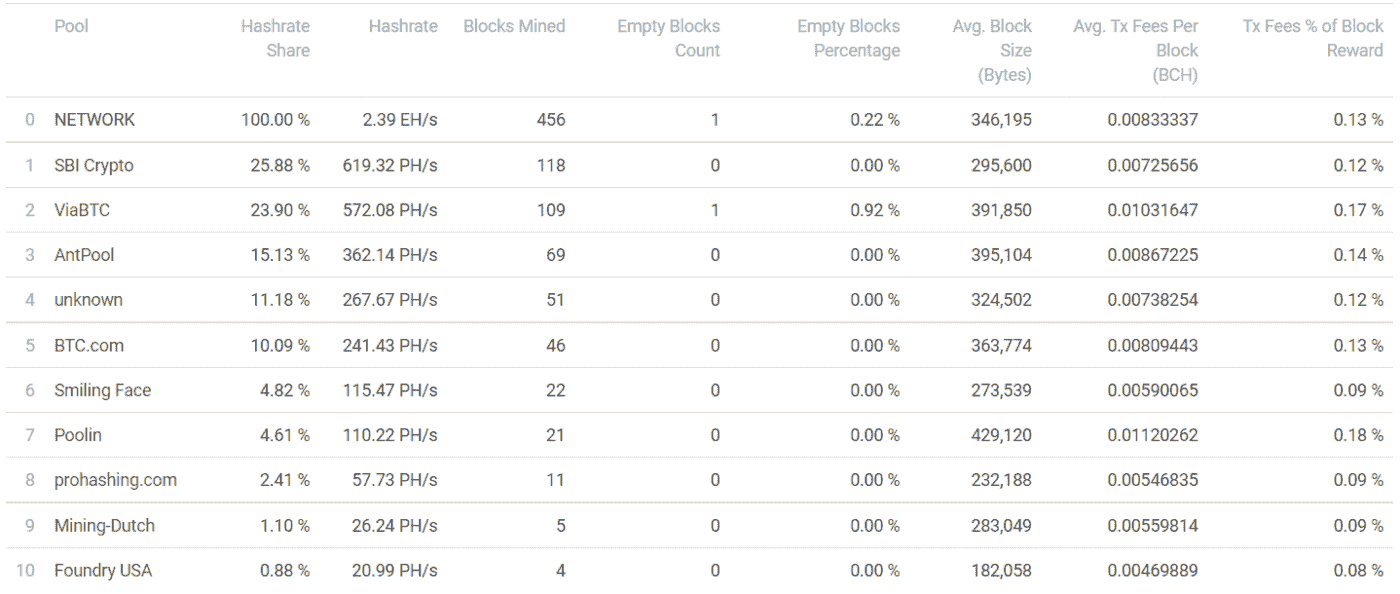 Pool Hashrate Share Hashrate Blocks Mined Empty Blocks Count Empty Blocks Percentage Avg. Block Size (Bytes) Avg. Tx Fees Per Block (BCH) Tx Fees % of Block Reward
0 NETWORK 100.00 % 2.39 EH/s 456 1 0.22 % 346,195 0.00833337 0.13 %
1 SBI Crypto 25.88 % 619.32 PH/s 118 0 0.00 % 295,600 0.00725656 0.12 %
2 ViaBTC 23.90 % 572.08 PH/s 109 1 0.92 % 391,850 0.01031647 0.17 %
3 AntPool 15.13 % 362.14 PH/s 69 0 0.00 % 395,104 0.00867225 0.14 %
4 unknown 11.18 % 267.67 PH/s 51 0 0.00 % 324,502 0.00738254 0.12 %
5 BTC.com 10.09 % 241.43 PH/s 46 0 0.00 % 363,774 0.00809443 0.13 %
6 Smiling Face 4.82 % 115.47 PH/s 22 0 0.00 % 273,539 0.00590065 0.09 %
7 Poolin 4.61 % 110.22 PH/s 21 0 0.00 % 429,120 0.01120262 0.18 %
8 prohashing.com 2.41 % 57.73 PH/s 11 0 0.00 % 232,188 0.00546835 0.09 %
9 Mining-Dutch 1.10 % 26.24 PH/s 5 0 0.00 % 283,049 0.00559814 0.09 %
10 Foundry USA 0.88 % 20.99 PH/s 4 0 0.00 % 182,058 0.00469889 0.08 %